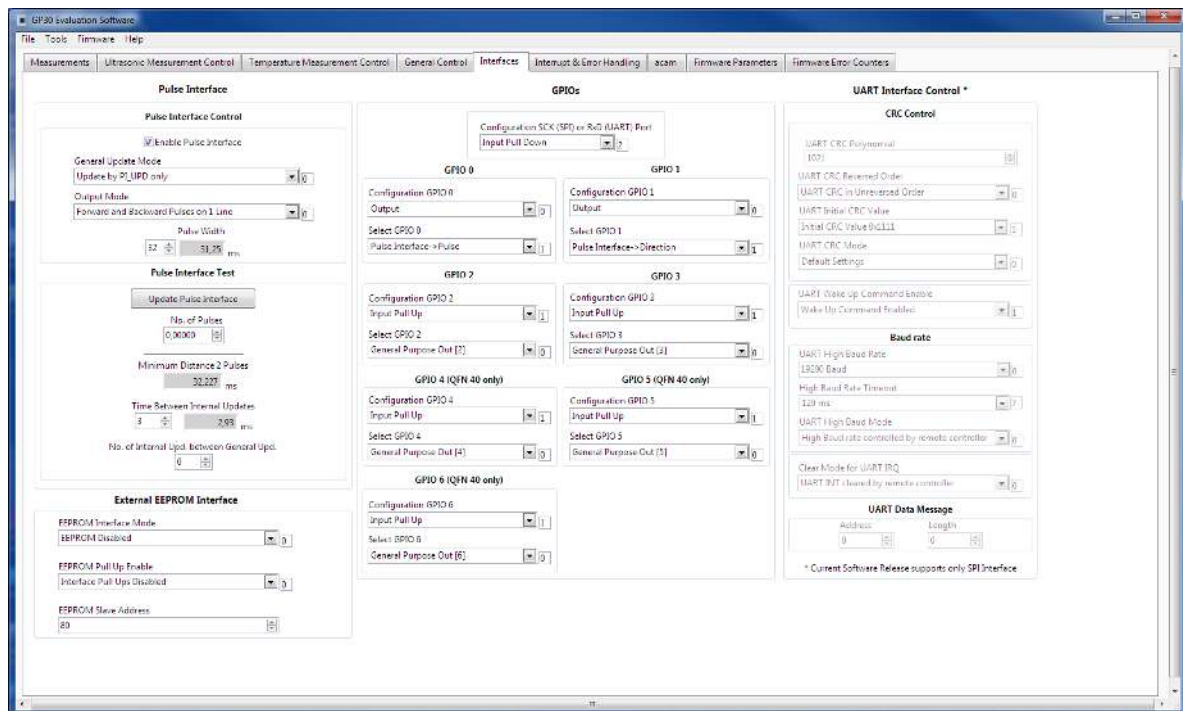 GP30 Evaluation Software
File Tools Firmware Help
Measurements Ultrasonic Measurement Control Temperature Measurement Control General Control Interfaces Interrupt & Error Handling acam Firmware Parameters Firmware Error Counters
Pulse Interface
Pulse Interface Control
Enable Pulse Interface
General Update Mode
Update by PI_UPD only 0
Output Mode
Forward and Backward Pulses on 1 Line 0
Pulse Width
32 31,25 ms
Pulse Interface Test
Update Pulse Interface
No. of Pulses
0,00000
Minimum Distance 2 Pulses
32,227 ms
Time Between Internal Updates
3 2,93 ms
No. of Internal Upd. between General Upd.
6
External EEPROM Interface
EEPROM Interface Mode
EEPROM Disabled 0
EEPROM Pull Up Enable
Interface Pull Ups Disabled 0
EEPROM Slave Address
80
GPIOs
Configuration SCK (SPI) or RxD (UART) Port
Input Pull Down 2
GPIO 0
Configuration GPIO 0
Output 0
Select GPIO 0
Pulse Interface->Pulse 1
GPIO 1
Configuration GPIO 1
Output 0
Select GPIO 1
Pulse Interface->Direction 1
GPIO 2
Configuration GPIO 2
Input Pull Up 1
Select GPIO 2
General Purpose Out [2] 0
GPIO 3
Configuration GPIO 3
Input Pull Up 1
Select GPIO 3
General Purpose Out [3] 0
GPIO 4 (QFN 40 only)
Configuration GPIO 4
Input Pull Up 1
Select GPIO 4
General Purpose Out [4] 0
GPIO 5 (QFN 40 only)
Configuration GPIO 5
Input Pull Up 1
Select GPIO 5
General Purpose Out [5] 0
GPIO 6 (QFN 40 only)
Configuration GPIO 6
Input Pull Up 1
Select GPIO 6
General Purpose Out [6] 0
UART Interface Control *
CRC Control
UART CRC Polynomial
1021
UART CRC Reversed Order
UART CRC in Unreversed Order 0
UART Initial CRC Value
Initial CRC Value
UART CRC Mode
Default Settings 0
UART Wake Up Command Enable
Wake Up Command Enabled 1
Baud rate
UART High Baud Rate
19200 Baud 0
High Baud Rate Timeout
120 ms 7
UART High Baud Mode
High Baud rate controlled by remote controller 0
Clear Mode for UART IRQ
UART INT cleared by remote controller 0
UART Data Message
Address Length
0 0
* Current Software Release supports only SPI Interface